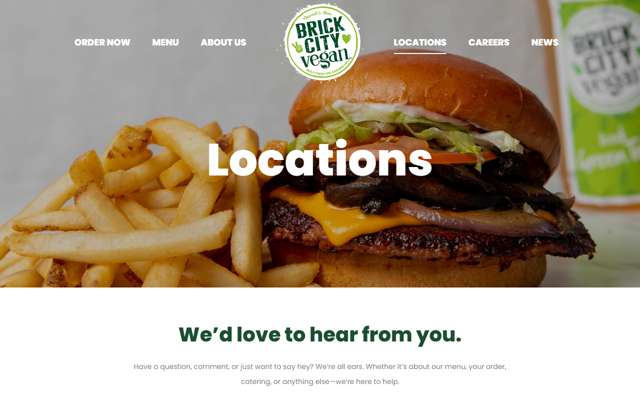 ORDER NOW
MENU
ABOUT US
BRICK
CITY
vegan
LOCATIONS
CAREERS
NEWS
BRICK
CITY
vegan
Locations
We’d love to hear from you.
Have a question, comment, or just want to say hey? We’re all ears. Whether it’s about our menu, your order,
catering, or anything else—we’re here to help.